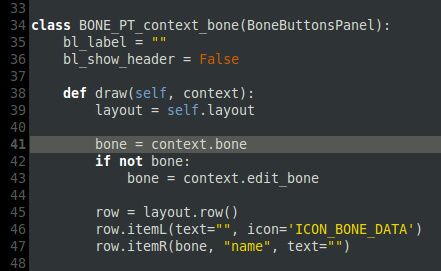 33
34 class BONE_PT_context_bone(BoneButtonsPanel):
35     bl_label = ""
36     bl_show_header = False
37
38     def draw(self, context):
39         layout = self.layout
40
41         bone = context.bone
42         if not bone:
43             bone = context.edit_bone
44
45         row = layout.row()
46         row.itemL(text="", icon='ICON_BONE_DATA')
47         row.itemR(bone, "name", text="")
48